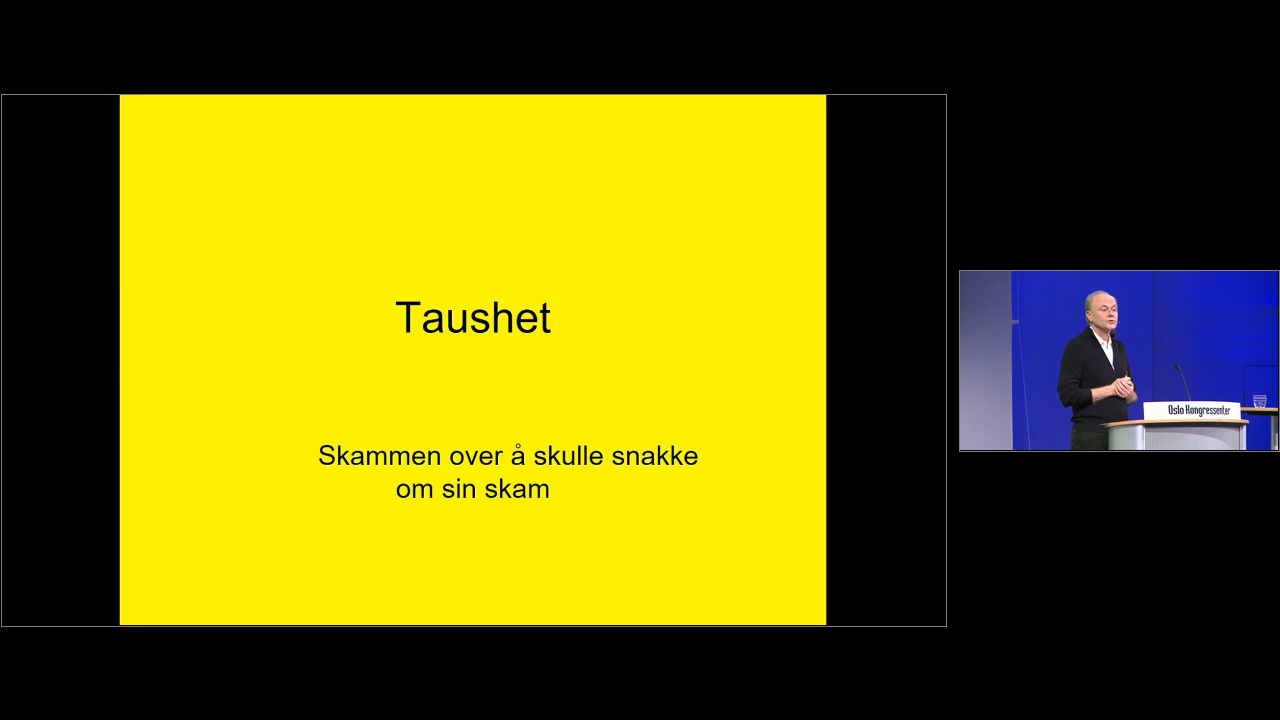 Taushet
Skammen over å skulle snakke
om sin skam
Oslo Kongressenter